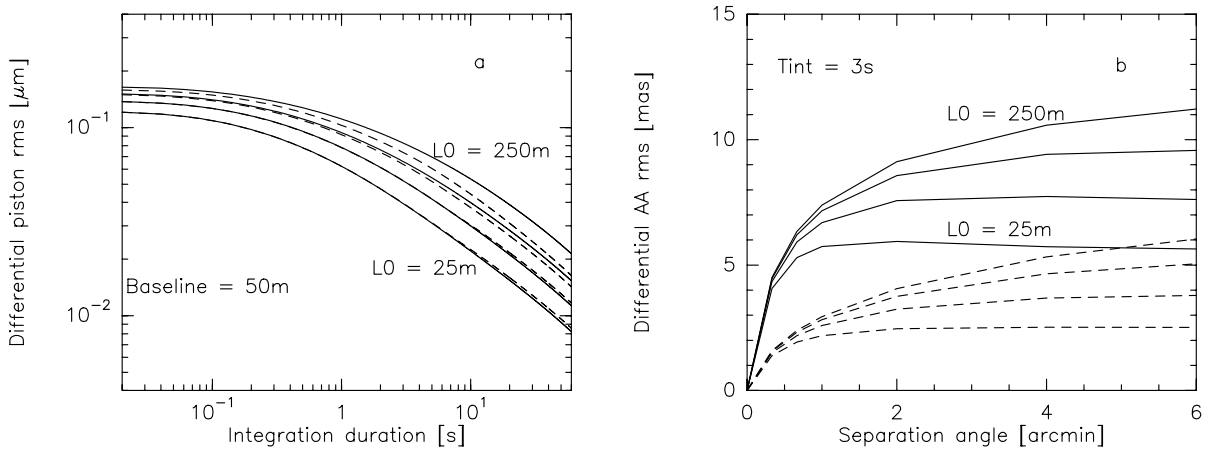 a
Differential piston rms [μm]
10⁻¹
10⁻²
L0 = 250m
L0 = 25m
Baseline = 50m
10⁻¹
1
10¹
Integration duration [s]
b
Differential AA rms [mas]
15
10
5
0
Tint = 3s
L0 = 250m
L0 = 25m
0
2
4
6
Separation angle [arcmin]